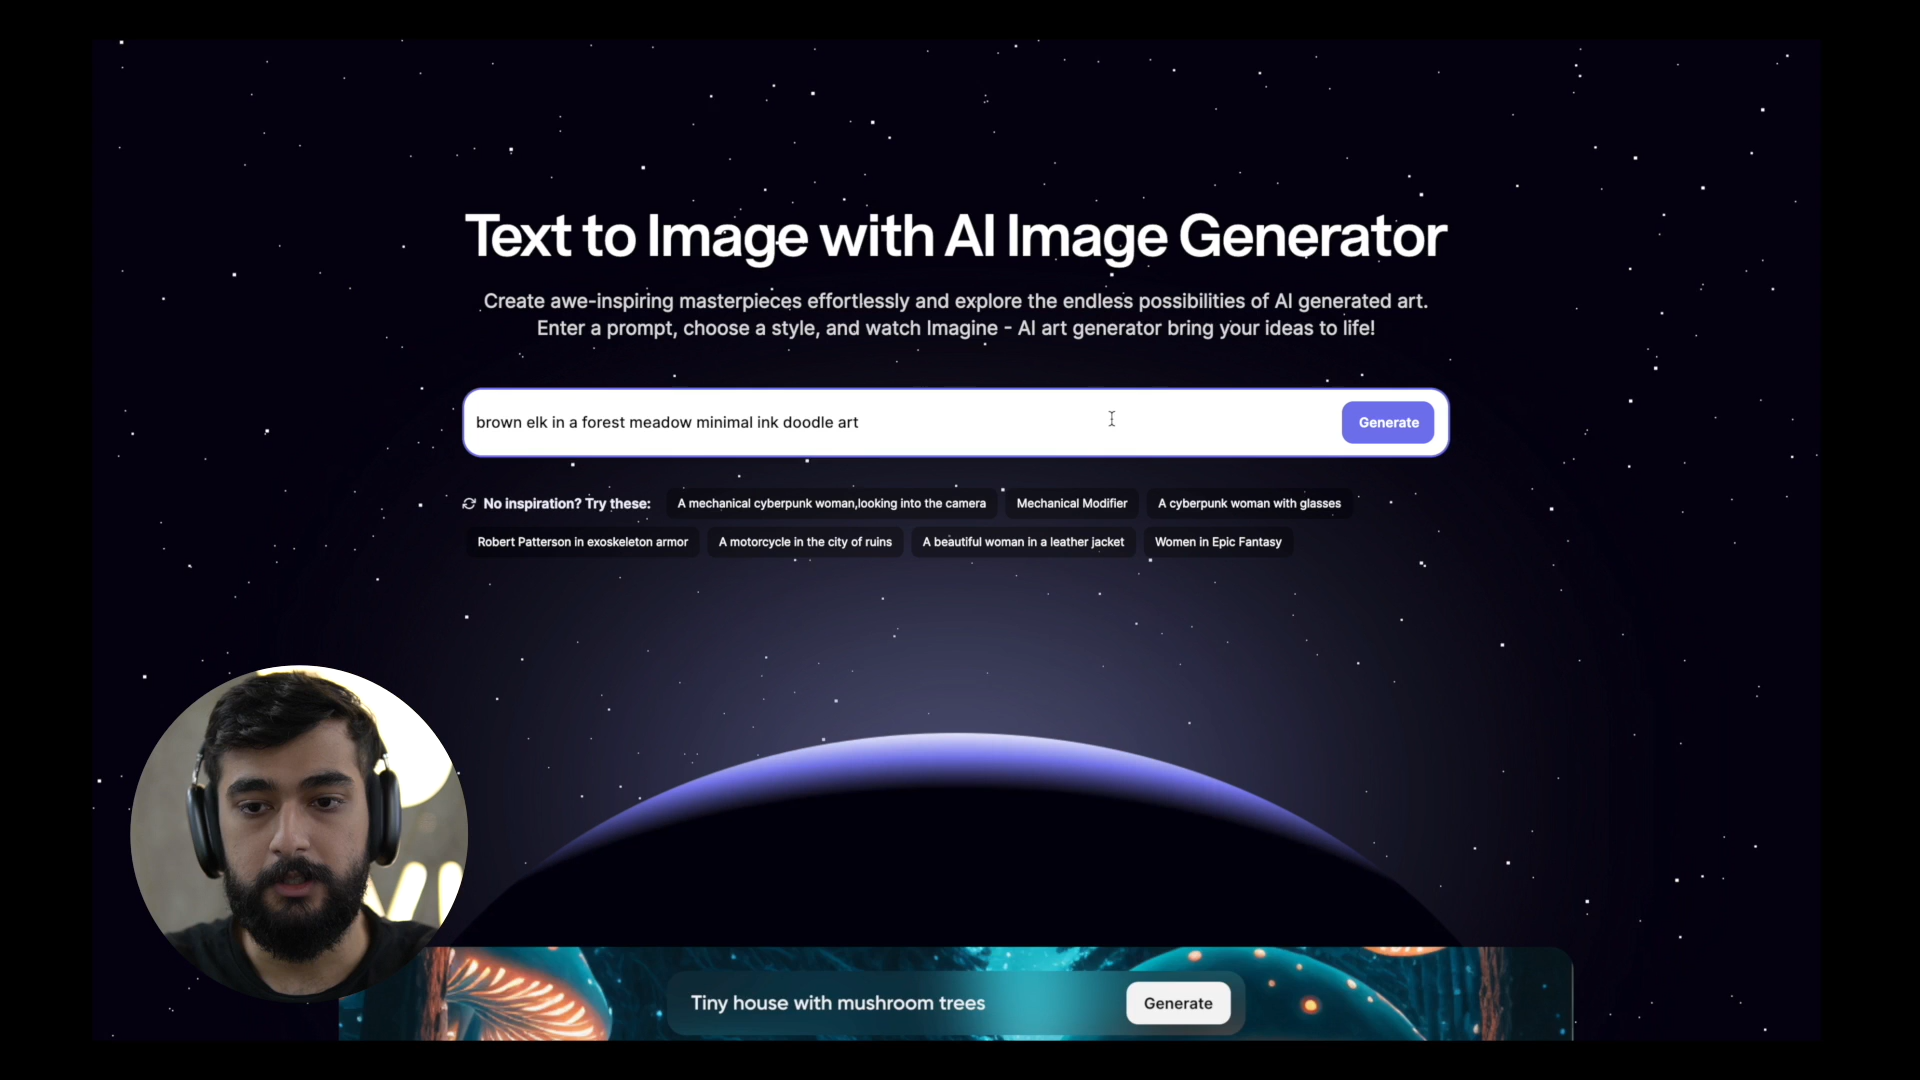 Text to Image with AI Image Generator
Create awe-inspiring masterpieces effortlessly and explore the endless possibilities of AI generated art.
Enter a prompt, choose a style, and watch Imagine - AI art generator bring your ideas to life!
brown elk in a forest meadow minimal ink doodle art
Generate
No inspiration? Try these:
A mechanical cyberpunk woman,looking into the camera
Mechanical Modifier
A cyberpunk woman with glasses
Robert Patterson in exoskeleton armor
A motorcycle in the city of ruins
A beautiful woman in a leather jacket
Women in Epic Fantasy
Tiny house with mushroom trees
Generate